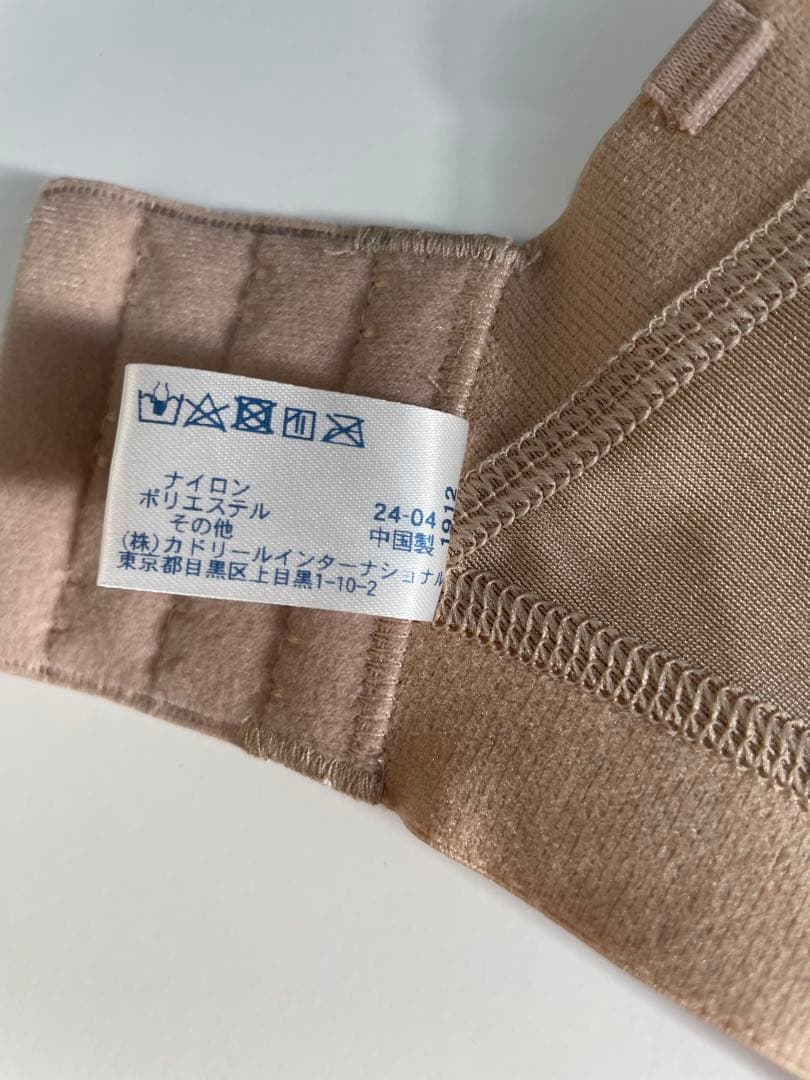 ナイロン
ポリエステル
その他
24-04
中国製
1912
(株)カドリールインターナショナル
東京都目黒区上目黒1-10-2